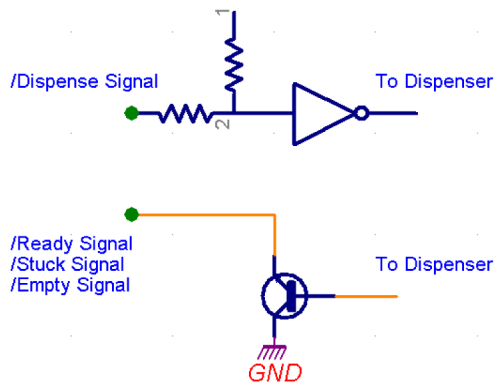 1
/Dispense Signal
To Dispenser
2
/Ready Signal
/Stuck Signal
/Empty Signal
To Dispenser
GND